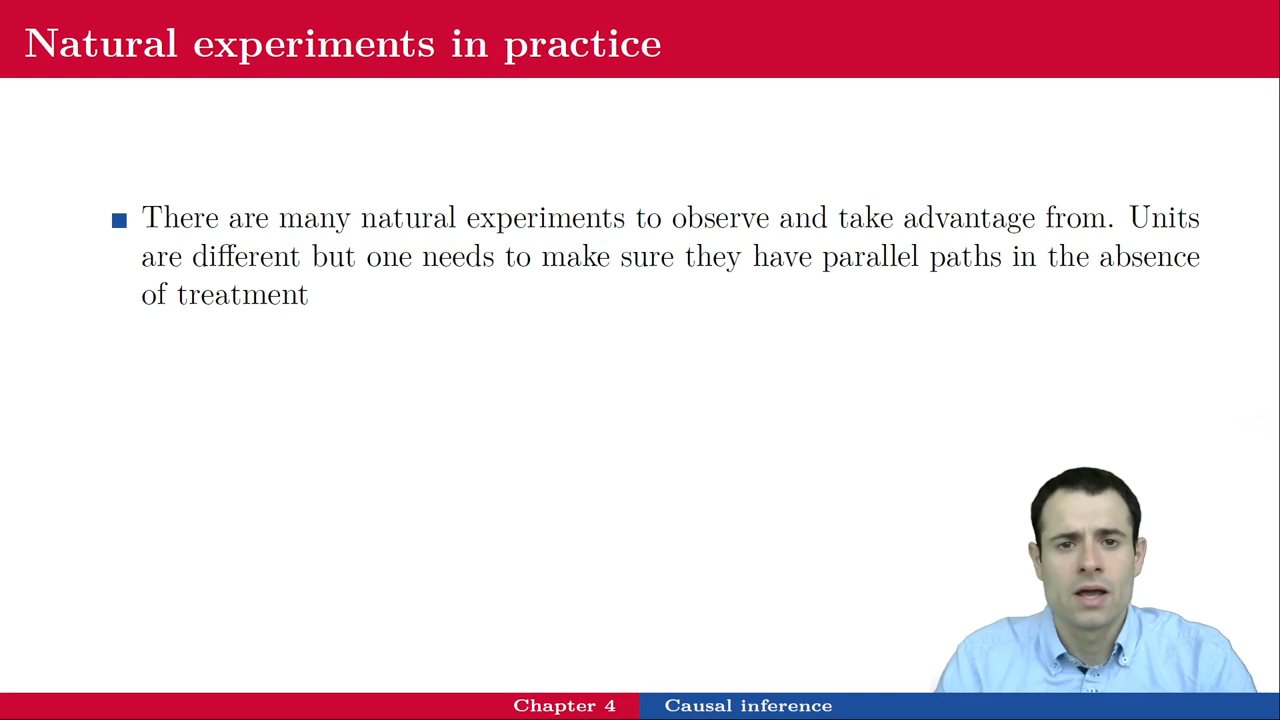 Natural experiments in practice
There are many natural experiments to observe and take advantage from. Units
are different but one needs to make sure they have parallel paths in the absence
of treatment
Chapter 4
Causal inference